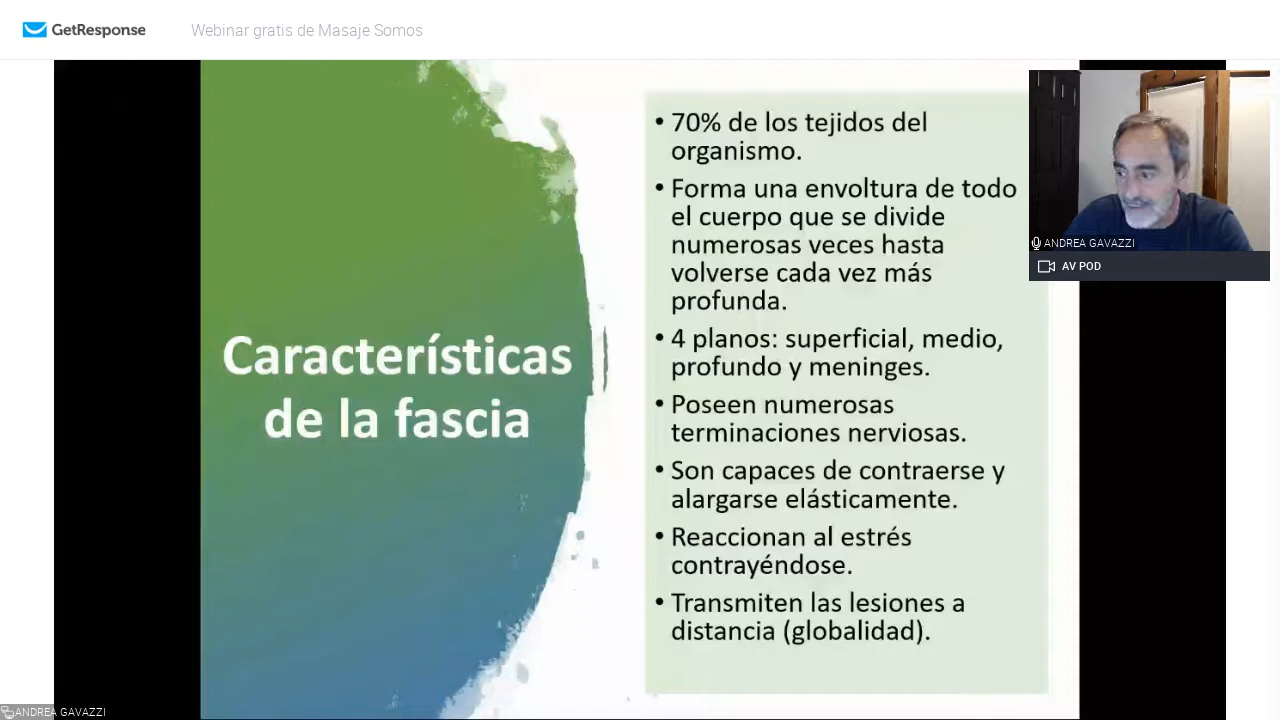 GetResponse
Webinar gratis de Masaje Somos
Características
de la fascia
• 70% de los tejidos del
organismo.
• Forma una envoltura de todo
el cuerpo que se divide
numerosas veces hasta
volverse cada vez más
profunda.
• 4 planos: superficial, medio,
profundo y meninges.
• Poseen numerosas
terminaciones nerviosas.
• Son capaces de contraerse y
alargarse elásticamente.
• Reaccionan al estrés
contrayéndose.
• Transmiten las lesiones a
distancia (globalidad).
ANDREA GAVAZZI
AV POD
ANDREA GAVAZZI